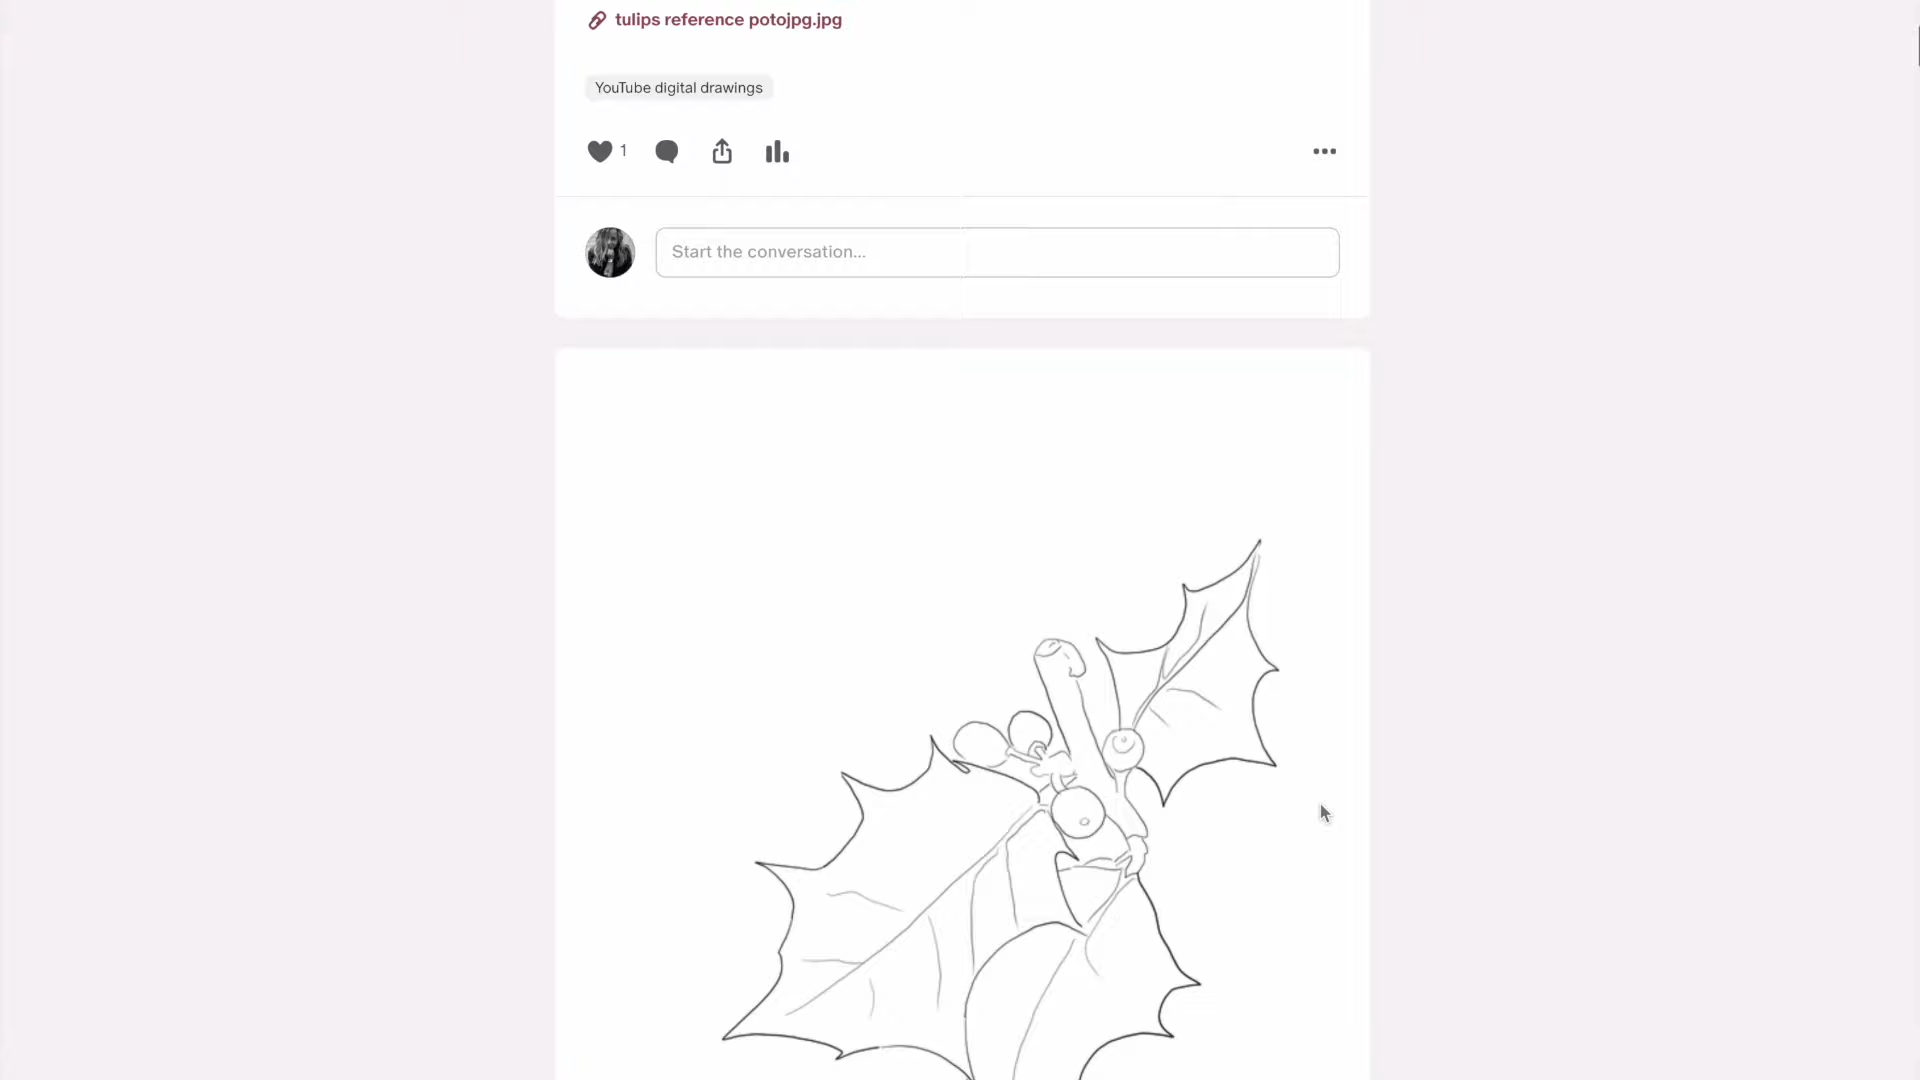 tulips reference potojpg.jpg
YouTube digital drawings
1
Start the conversation...